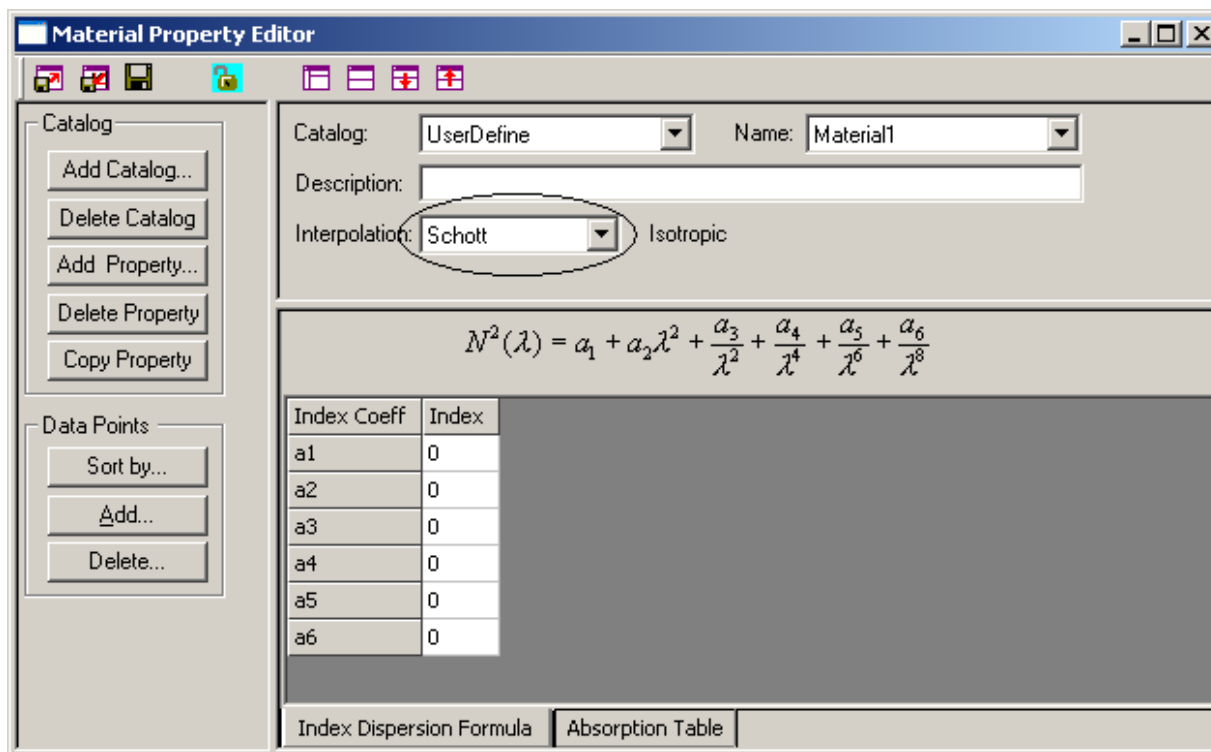 Material Property Editor
Catalog
Add Catalog...
Delete Catalog
Add Property...
Delete Property
Copy Property
Data Points
Sort by...
Add...
Delete...
Catalog: UserDefine Name: Material1
Description:
Interpolation: Schott Isotropic
N²(λ) = a₁ + a₂λ² + a₃/λ² + a₄/λ⁴ + a₅/λ⁶ + a₆/λ⁸
Index Coeff Index
a1 0
a2 0
a3 0
a4 0
a5 0
a6 0
Index Dispersion Formula Absorption Table